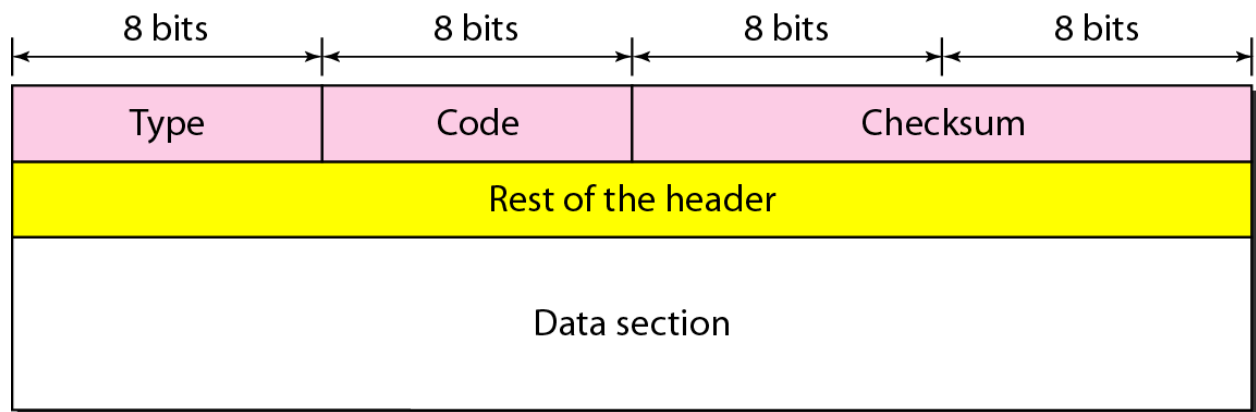 8 bits 8 bits 8 bits 8 bits
Type Code Checksum
Rest of the header
Data section